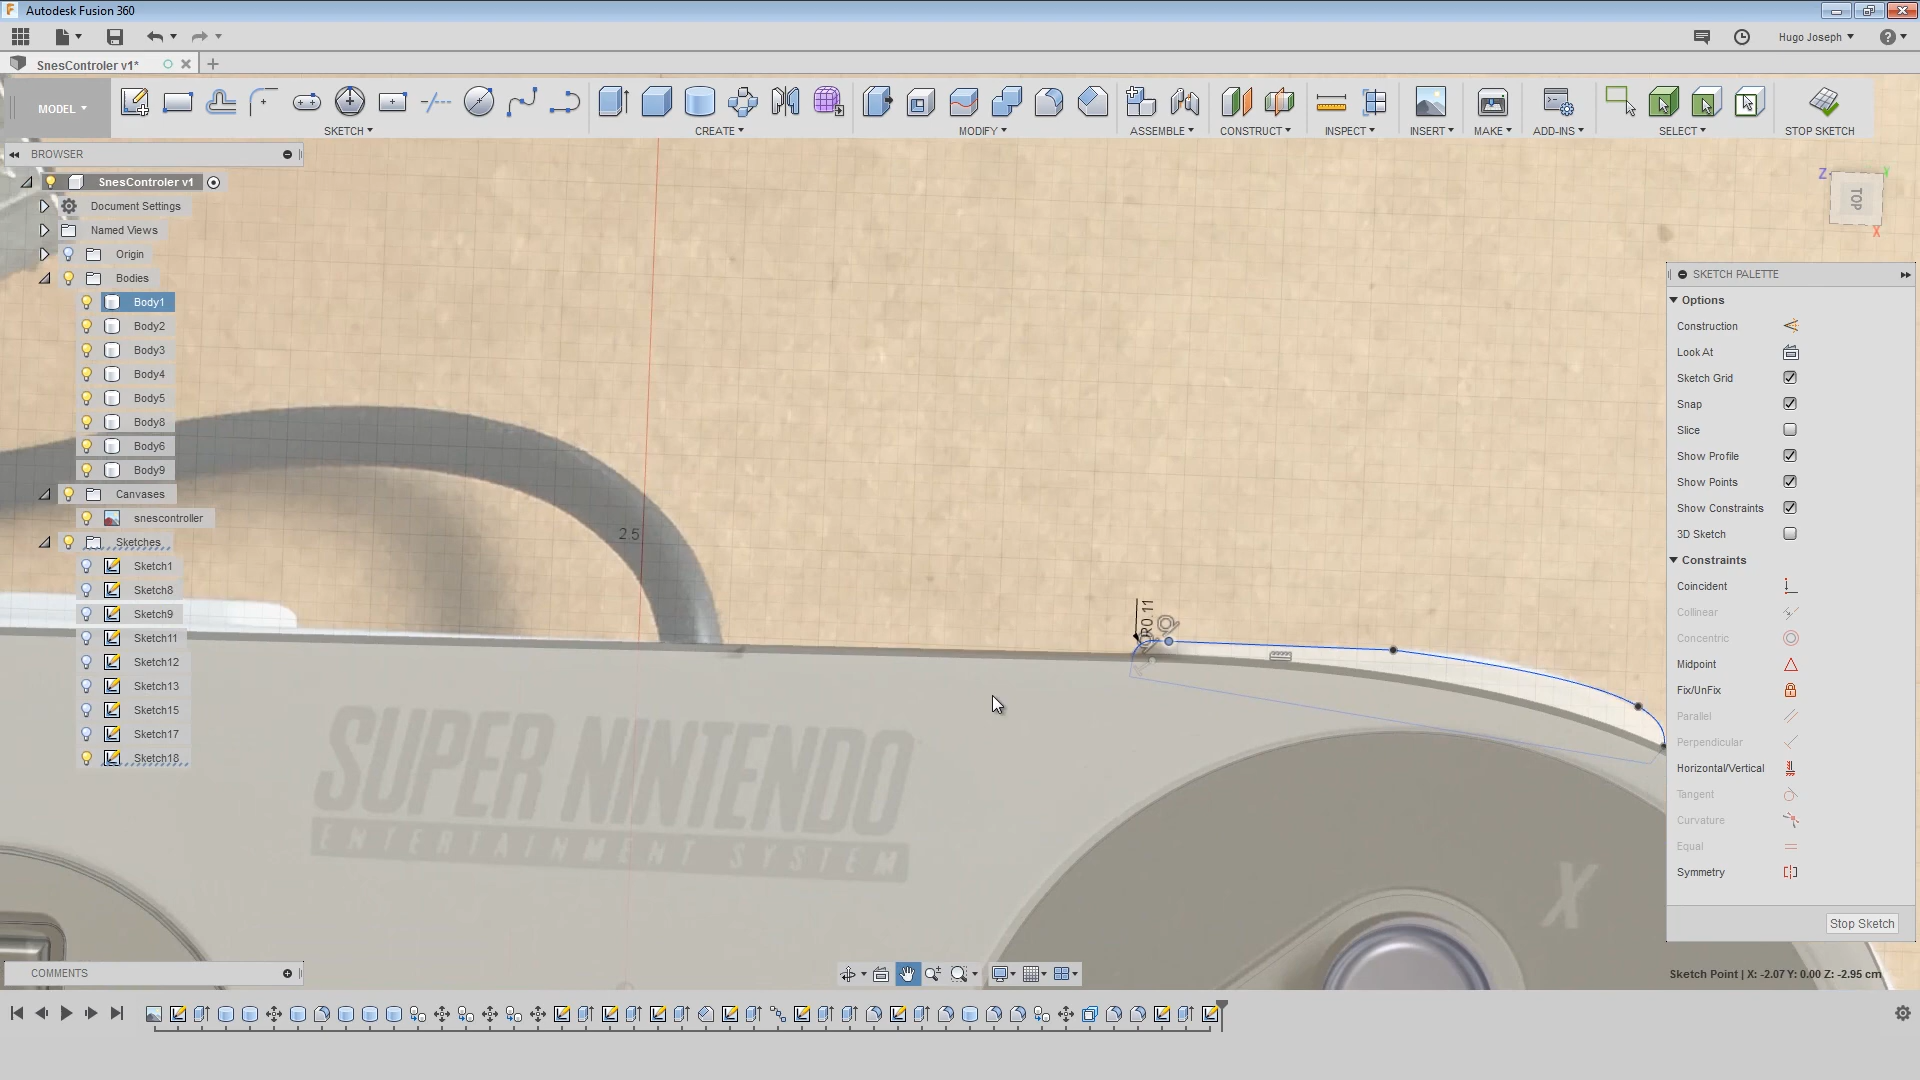 Autodesk Fusion 360
Hugo Joseph
SnesControler v1*
MODEL
SKETCH
CREATE
MODIFY
ASSEMBLE
CONSTRUCT
INSPECT
INSERT
MAKE
ADD-INS
SELECT
STOP SKETCH
BROWSER
SnesControler v1
Document Settings
Named Views
Origin
Bodies
Body1
Body2
Body3
Body4
Body5
Body8
Body6
Body9
Canvases
snescontroller
Sketches
Sketch1
Sketch8
Sketch9
Sketch11
Sketch12
Sketch13
Sketch15
Sketch17
Sketch18
25
R0.11
SUPER NINTENDO
ENTERTAINMENT SYSTEM
X
Z
Y
TOP
X
SKETCH PALETTE
Options
Construction
Look At
Sketch Grid
Snap
Slice
Show Profile
Show Points
Show Constraints
3D Sketch
Constraints
Coincident
Collinear
Concentric
Midpoint
Fix/UnFix
Parallel
Perpendicular
Horizontal/Vertical
Tangent
Curvature
Equal
Symmetry
Stop Sketch
COMMENTS
Sketch Point | X: -2.07 Y: 0.00 Z: -2.95 cm